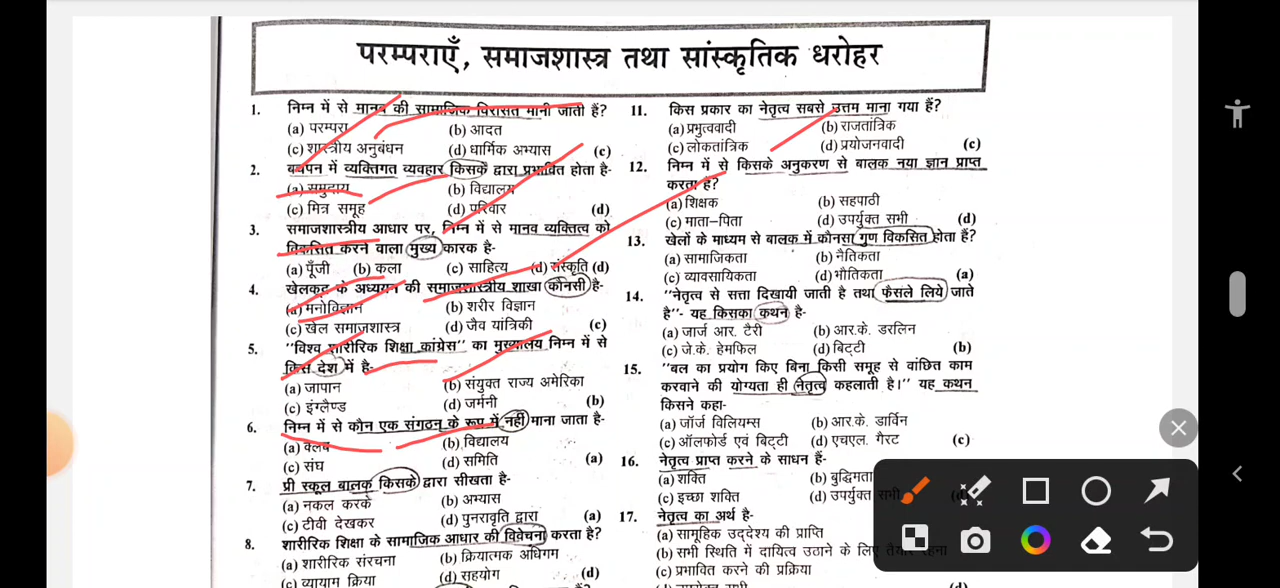 परम्पराएँ, समाजशास्त्र तथा सांस्कृतिक धरोहर
1. निम्न में से मानव की सामाजिक विरासत मानी जाती हैं?
(a) परम्परा (b) आदत
(c) शास्त्रीय अनुबंधन (d) धार्मिक अभ्यास (c)
2. बचपन में व्यक्तिगत व्यवहार किसके द्वारा प्रभावित होता है-
(a) समुदाय (b) विद्यालय
(c) मित्र समूह (d) परिवार (d)
3. समाजशास्त्रीय आधार पर, निम्न में से मानव व्यक्तित्व को
विकसित करने वाला मुख्य कारक है-
(a) पूँजी (b) कला (c) साहित्य (d) संस्कृति (d)
4. खेलकूद के अध्ययन की समाजशास्त्रीय शाखा कौनसी है-
(a) मनोविज्ञान (b) शरीर विज्ञान
(c) खेल समाजशास्त्र (d) जैव यांत्रिकी (c)
5. "विश्व शारीरिक शिक्षा कांग्रेस" का मुख्यालय निम्न में से
किस देश में है-
(a) जापान (b) संयुक्त राज्य अमेरिका
(c) इंग्लैण्ड (d) जर्मनी (b)
6. निम्न में से कौन एक संगठन के रूप में नहीं माना जाता है-
(a) क्लब (b) विद्यालय
(c) संघ (d) समिति (a)
7. प्री स्कूल बालक किसके द्वारा सीखता है-
(a) नकल करके (b) अभ्यास
(c) टीवी देखकर (d) पुनरावृति द्वारा (a)
8. शारीरिक शिक्षा के सामाजिक आधार की विवेचना करता है?
(a) शारीरिक संरचना (b) क्रियात्मक अधिगम
(c) व्यायाम क्रिया (d) सहयोग (d)
11. किस प्रकार का नेतृत्व सबसे उत्तम माना गया हैं?
(a) प्रभुत्ववादी (b) राजतांत्रिक
(c) लोकतांत्रिक (d) प्रयोजनवादी (c)
12. निम्न में से किसके अनुकरण से बालक नया ज्ञान प्राप्त
करता है?
(a) शिक्षक (b) सहपाठी
(c) माता-पिता (d) उपर्युक्त सभी (d)
13. खेलों के माध्यम से बालक में कौनसा गुण विकसित होता हैं?
(a) सामाजिकता (b) नैतिकता
(c) व्यावसायिकता (d) भौतिकता (a)
14. "नेतृत्व से सत्ता दिखायी जाती है तथा फैसले लिये जाते
है"- यह किसका कथन है-
(a) जार्ज आर. टैरी (b) आर.के. डरलिन
(c) जे.के. हेमफिल (d) बिट्टी (b)
15. "बल का प्रयोग किए बिना किसी समूह से वांछित काम
करवाने की योग्यता ही नेतृत्व कहलाती है।" यह कथन
किसने कहा-
(a) जॉर्ज विलियम्स (b) आर.के. डार्विन
(c) ऑलफोर्ड एवं बिट्टी (d) एचएल. गैरट (c)
16. नेतृत्व प्राप्त करने के साधन हैं-
(a) शक्ति (b) बुद्धिमता
(c) इच्छा शक्ति (d) उपर्युक्त सभी
17. नेतृत्व का अर्थ है-
(a) सामूहिक उद्देश्य की प्राप्ति
(b) सभी स्थिति में दायित्व उठाने के लिए तैयार रहना
(c) प्रभावित करने की प्रक्रिया